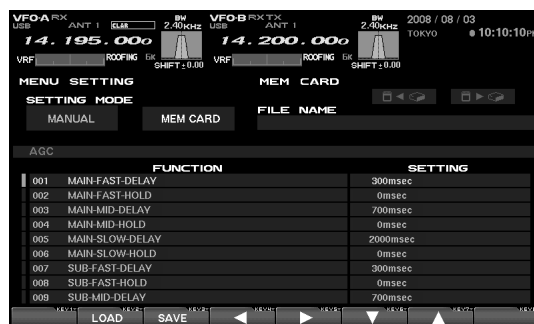 VFO-A RX BW VFO-B RX TX BW 2008 / 08 / 03
USB ANT 1 CLAR 2.40KHZ USB ANT 1 2.40KHZ TOKYO 10:10:10PM
14. 195. 000 14. 200. 000
VRF ROOFING 6K SHIFT±0.00 VRF ROOFING 6K SHIFT±0.00
MENU SETTING MEM CARD
SETTING MODE
MANUAL MEM CARD FILE NAME
AGC
FUNCTION SETTING
001 MAIN-FAST-DELAY 300msec
002 MAIN-FAST-HOLD 0msec
003 MAIN-MID-DELAY 700msec
004 MAIN-MID-HOLD 0msec
005 MAIN-SLOW-DELAY 2000msec
006 MAIN-SLOW-HOLD 0msec
007 SUB-FAST-DELAY 300msec
008 SUB-FAST-HOLD 0msec
009 SUB-MID-DELAY 700msec
LOAD SAVE